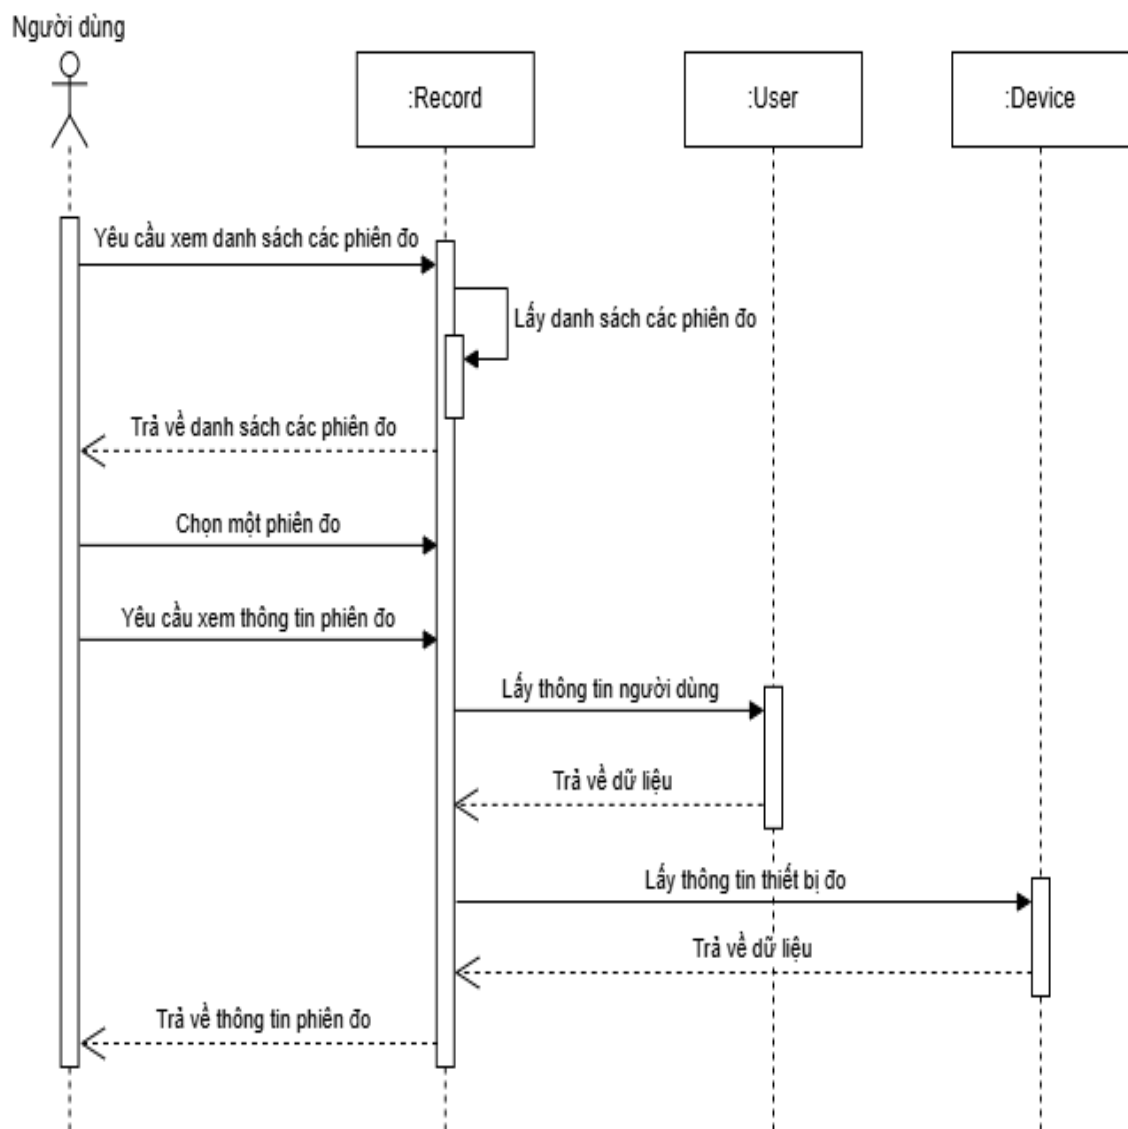 Người dùng
:Record
:User
:Device
Yêu cầu xem danh sách các phiên đo
Lấy danh sách các phiên đo
Trả về danh sách các phiên đo
Chọn một phiên đo
Yêu cầu xem thông tin phiên đo
Lấy thông tin người dùng
Trả về dữ liệu
Lấy thông tin thiết bị đo
Trả về dữ liệu
Trả về thông tin phiên đo